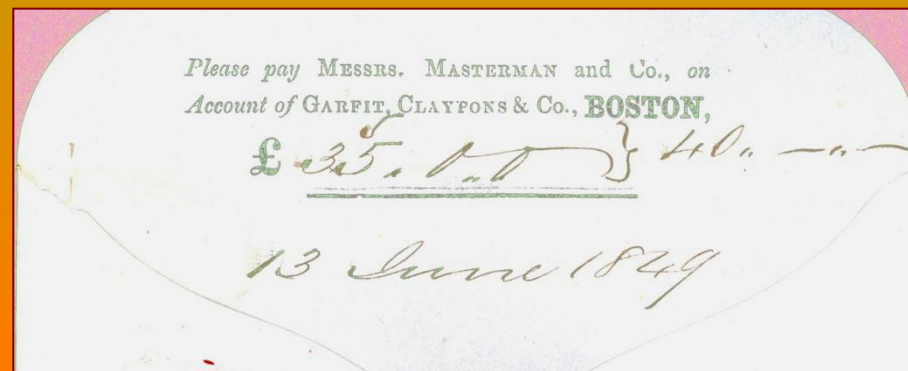 Please pay MESSRS. MASTERMAN and Co., on
Account of GARFIT, CLAYPONS & Co., BOSTON,
5
£ 35.0.0 } 40.. —..—
13 June 1849